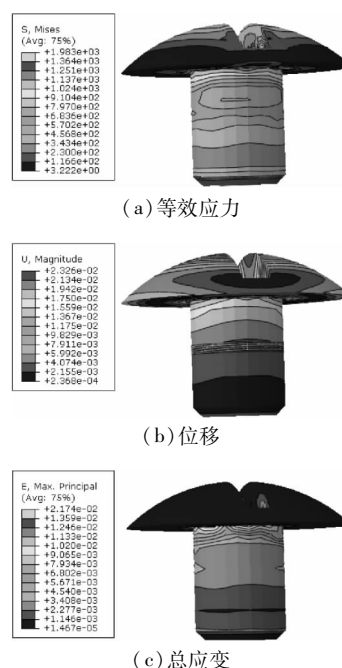 S, Mises
(Avg: 75%)
+1.983e+03
+1.364e+03
+1.251e+03
+1.137e+03
+1.024e+03
+9.104e+02
+7.970e+02
+6.836e+02
+5.702e+02
+4.568e+02
+3.434e+02
+2.300e+02
+1.166e+02
+3.222e+00
(a)等效应力
U, Magnitude
+2.326e-02
+2.134e-02
+1.942e-02
+1.750e-02
+1.559e-02
+1.367e-02
+1.175e-02
+9.829e-03
+7.911e-03
+5.992e-03
+4.074e-03
+2.155e-03
+2.368e-04
(b)位移
E, Max. Principal
(Avg: 75%)
+2.174e-02
+1.359e-02
+1.246e-02
+1.133e-02
+1.020e-02
+9.065e-03
+7.934e-03
+6.802e-03
+5.671e-03
+4.540e-03
+3.408e-03
+2.277e-03
+1.146e-03
+1.467e-05
(c)总应变